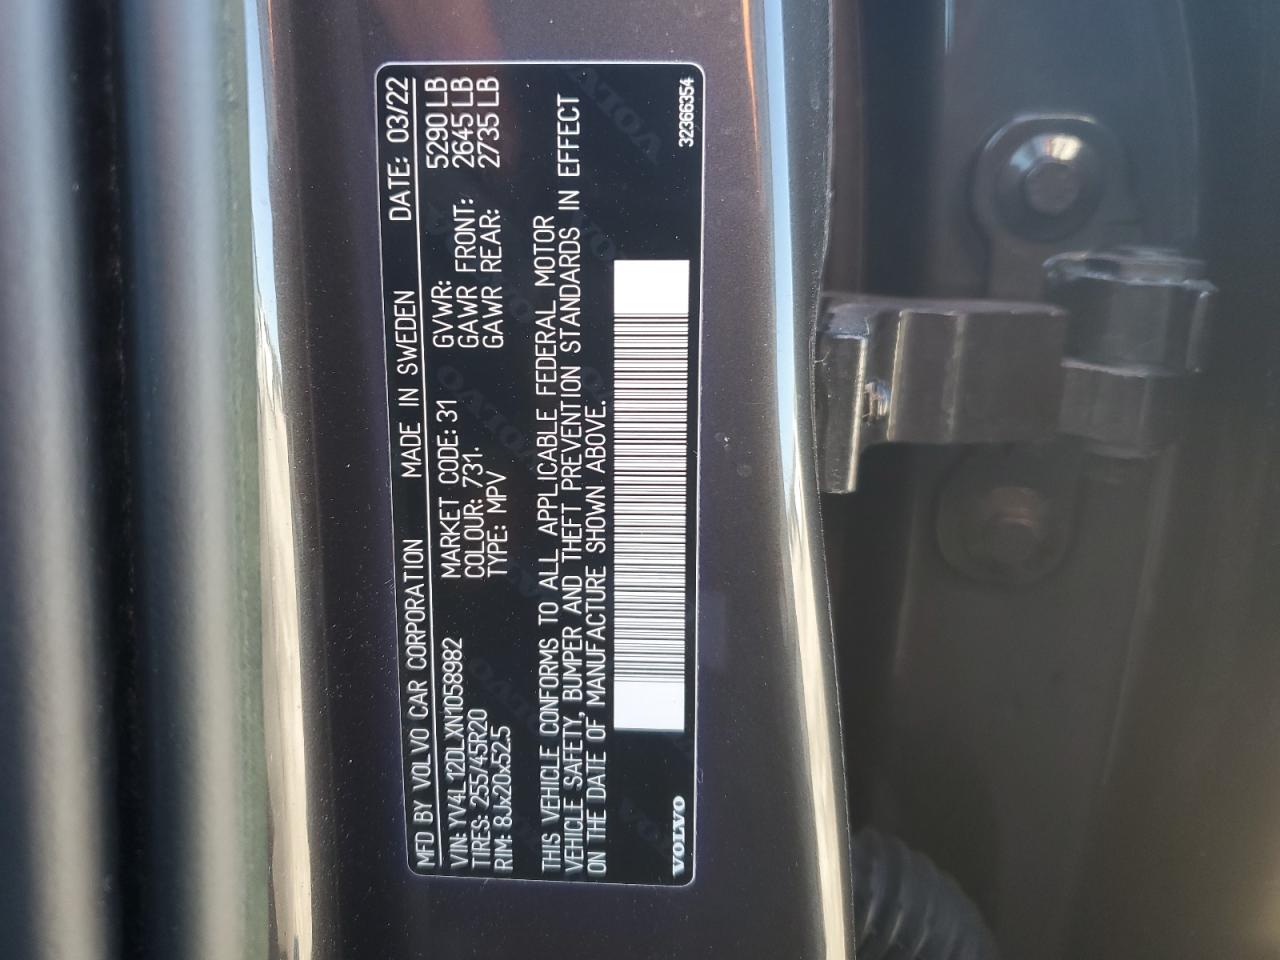 MFD BY VOLVO CAR CORPORATION MADE IN SWEDEN DATE: 03/22
VIN: YV4L12DLXN1058982 MARKET CODE: 31 GVWR: 5290 LB
TIRES: 255/45R20 COLOUR: 731. GAWR FRONT: 2645 LB
RIM: 8Jx20x52.5 TYPE: MPV GAWR REAR: 2735 LB
THIS VEHICLE CONFORMS TO ALL APPLICABLE FEDERAL MOTOR
VEHICLE SAFETY, BUMPER AND THEFT PREVENTION STANDARDS IN EFFECT
ON THE DATE OF MANUFACTURE SHOWN ABOVE.
VOLVO 32366354